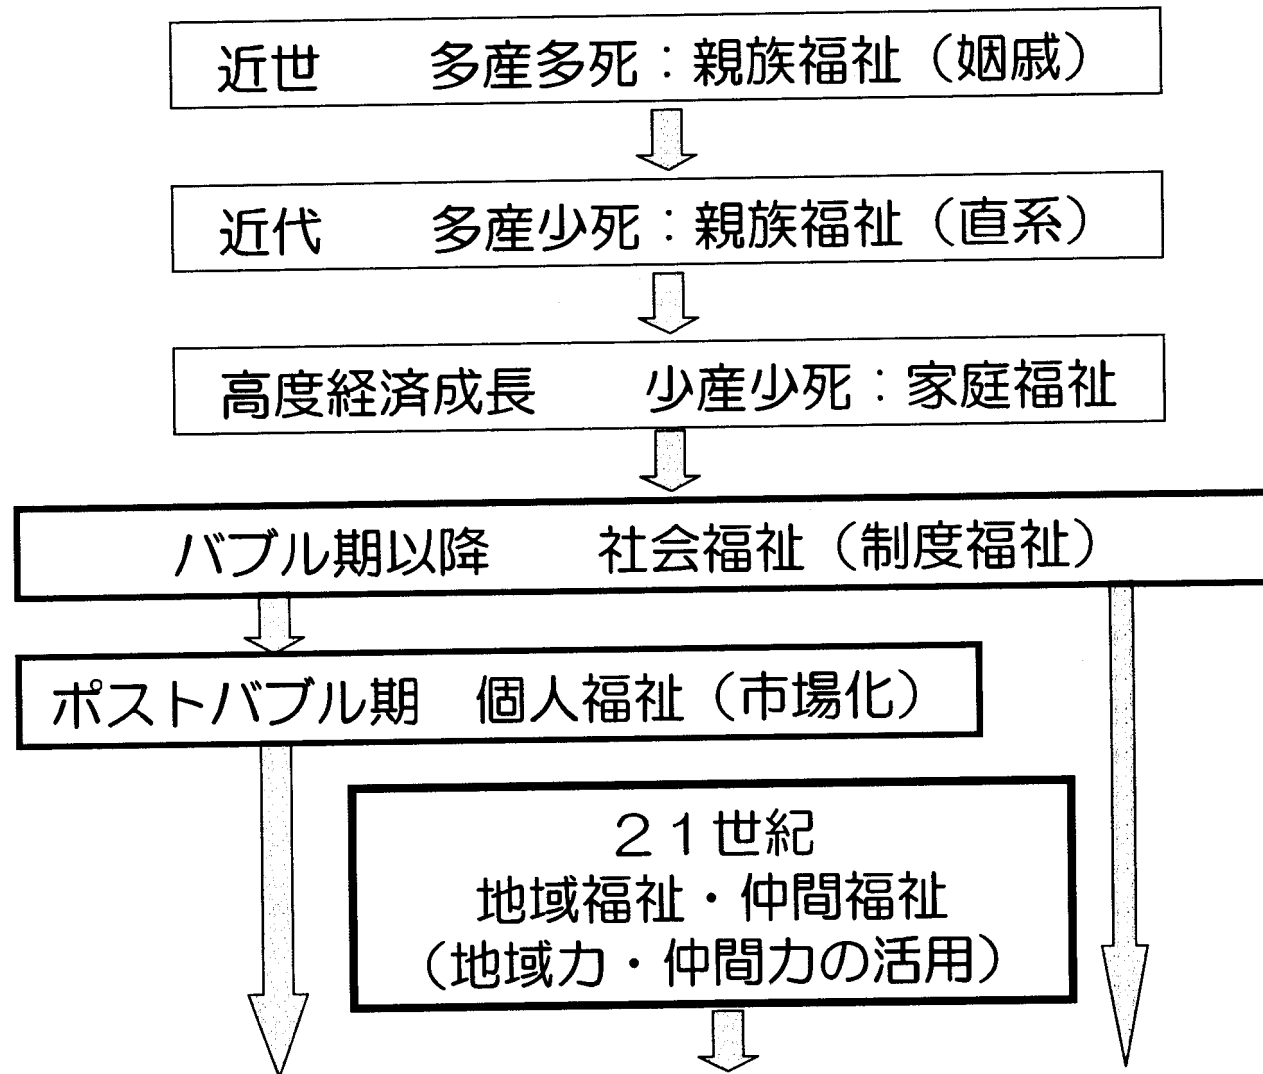 近世　　多産多死：親族福祉（姻戚）
近代　　多産少死：親族福祉（直系）
高度経済成長　　少産少死：家庭福祉
バブル期以降　　社会福祉（制度福祉）
ポストバブル期　個人福祉（市場化）
２１世紀
地域福祉・仲間福祉
（地域力・仲間力の活用）